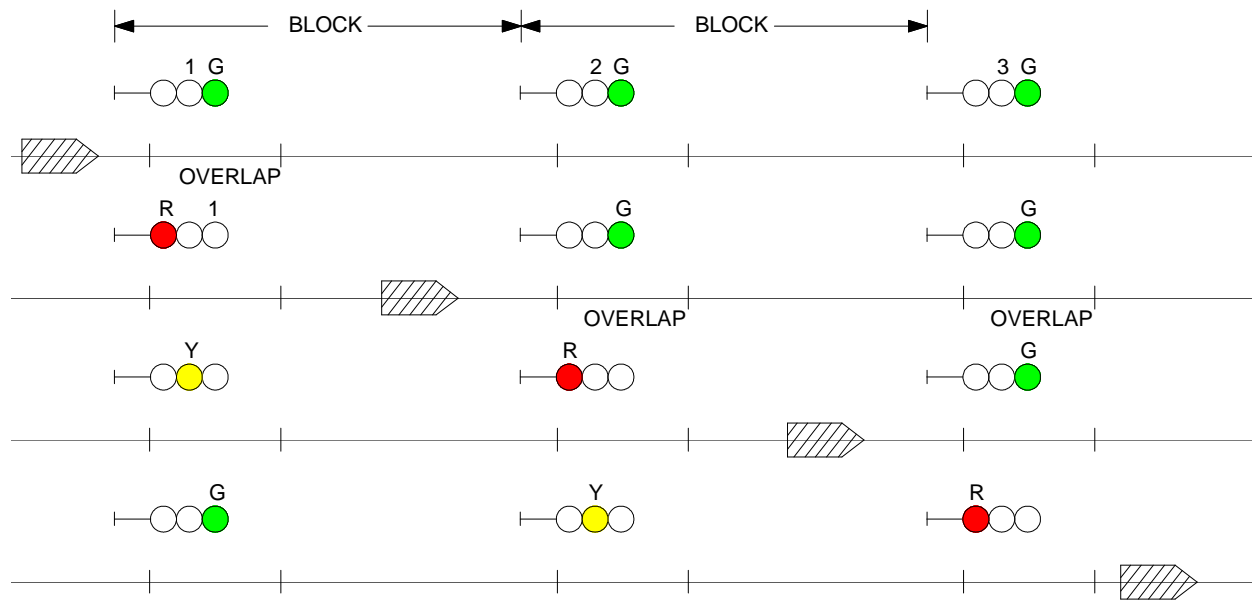 BLOCK BLOCK
1 G 2 G 3 G
OVERLAP
R 1 G G
OVERLAP OVERLAP
Y R G
G Y R